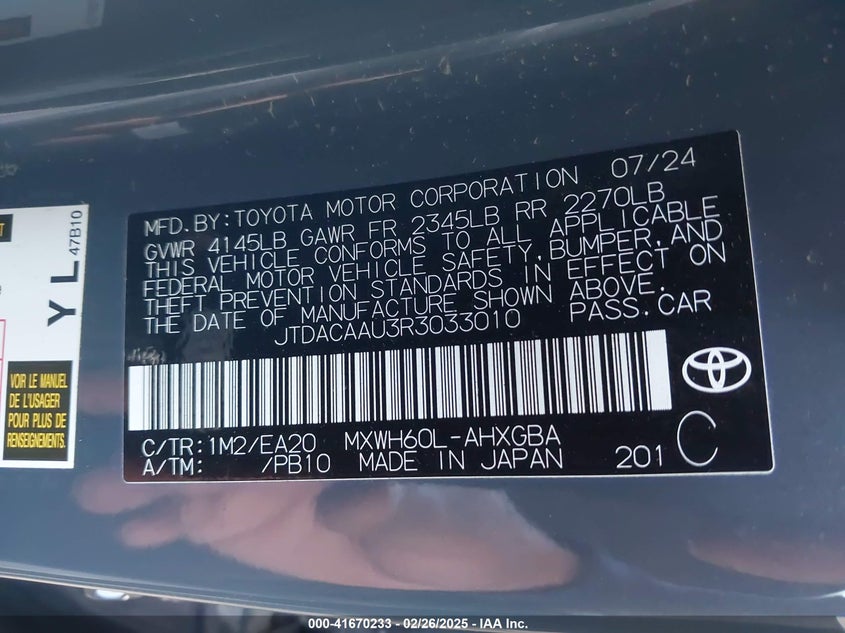 MFD.BY:TOYOTA MOTOR CORPORATION 07/24
GVWR 4145LB GAWR FR 2345LB RR 2270LB
THIS VEHICLE CONFORMS TO ALL APPLICABLE
FEDERAL MOTOR VEHICLE SAFETY,BUMPER,AND
THEFT PREVENTION STANDARDS IN EFFECT ON
THE DATE OF MANUFACTURE SHOWN ABOVE.
JTDACAAU3R3033010 PASS.CAR
C/TR:1M2/EA20 MXWH60L-AHXGBA
A/TM: /PB10 MADE IN JAPAN 201 C
YL
47B10
VOIR LE MANUEL
DE L'USAGER
POUR PLUS DE
RENSEIGNEMENTS.
000-41670233 - 02/26/2025 - IAA Inc.